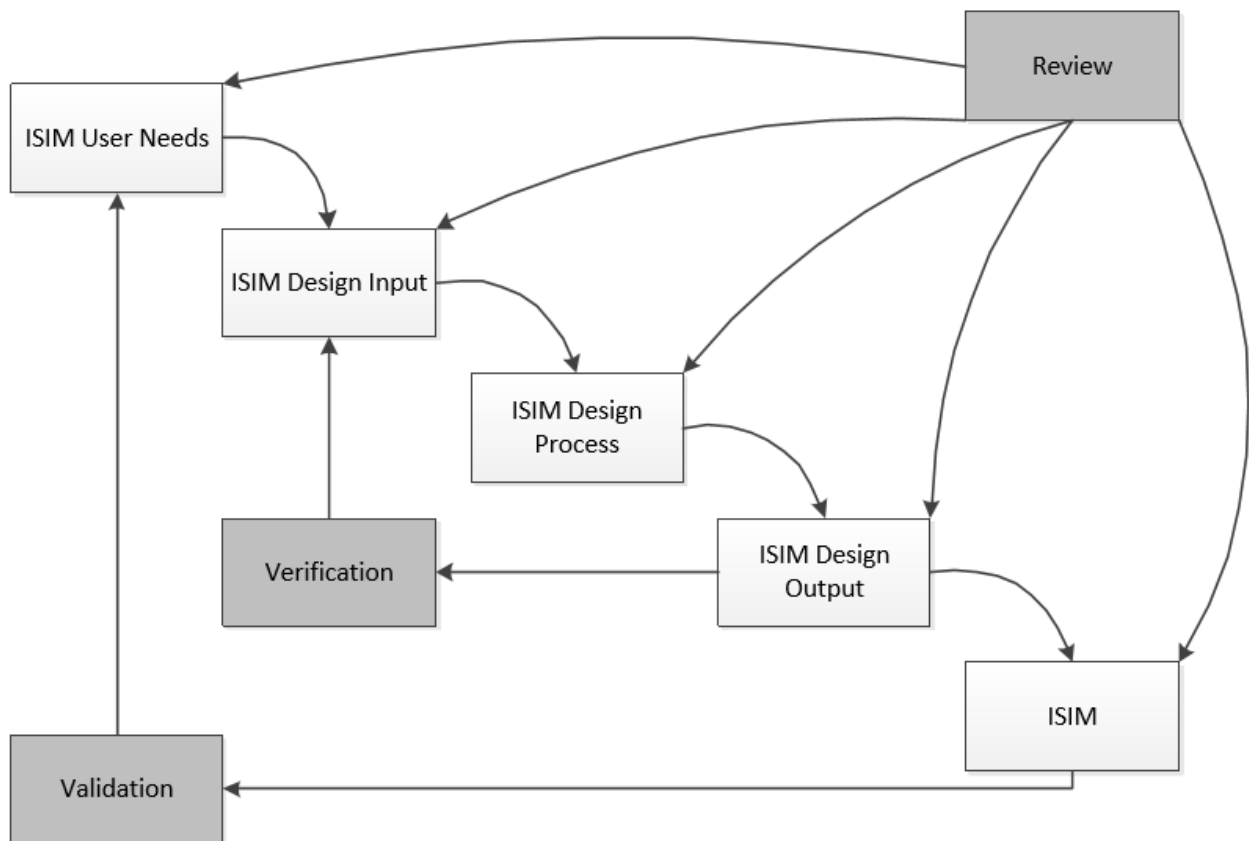 Review
ISIM User Needs
ISIM Design Input
ISIM Design
Process
Verification
ISIM Design
Output
ISIM
Validation